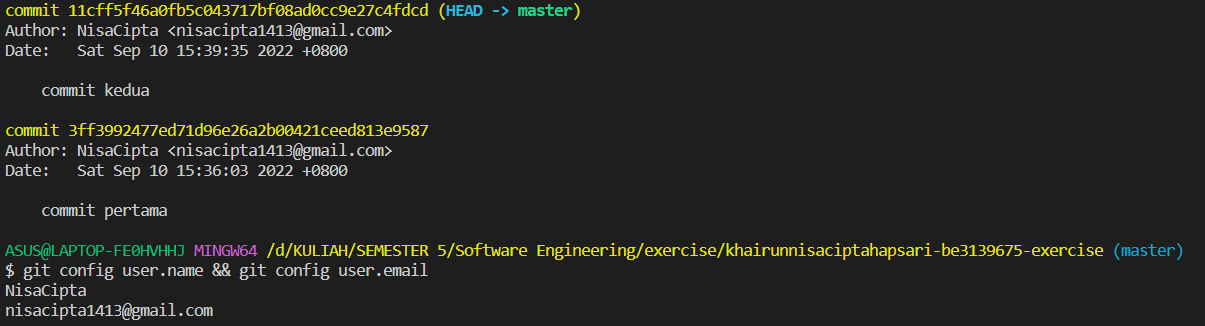 commit 11cff5f46a0fb5c043717bf08ad0cc9e27c4fdcd (HEAD -> master)
Author: NisaCipta <nisacipta1413@gmail.com>
Date:   Sat Sep 10 15:39:35 2022 +0800
commit kedua
commit 3ff3992477ed71d96e26a2b00421ceed813e9587
Author: NisaCipta <nisacipta1413@gmail.com>
Date:   Sat Sep 10 15:36:03 2022 +0800
commit pertama
ASUS@LAPTOP-FE0HVHHJ MINGW64 /d/KULIAH/SEMESTER 5/Software Engineering/exercise/khairunnisaciptahapsari-be3139675-exercise (master)
$ git config user.name && git config user.email
NisaCipta
nisacipta1413@gmail.com